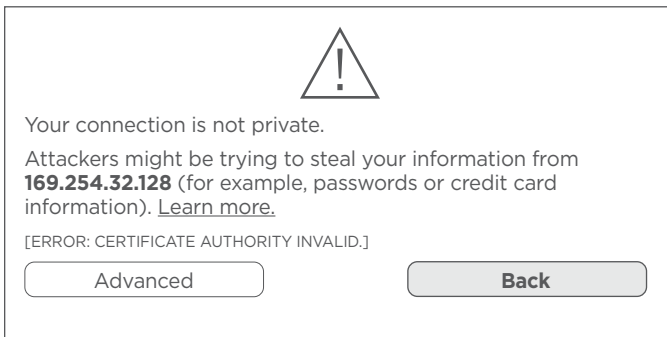 !
Your connection is not private.
Attackers might be trying to steal your information from
169.254.32.128 (for example, passwords or credit card
information). Learn more.
[ERROR: CERTIFICATE AUTHORITY INVALID.]
Advanced
Back